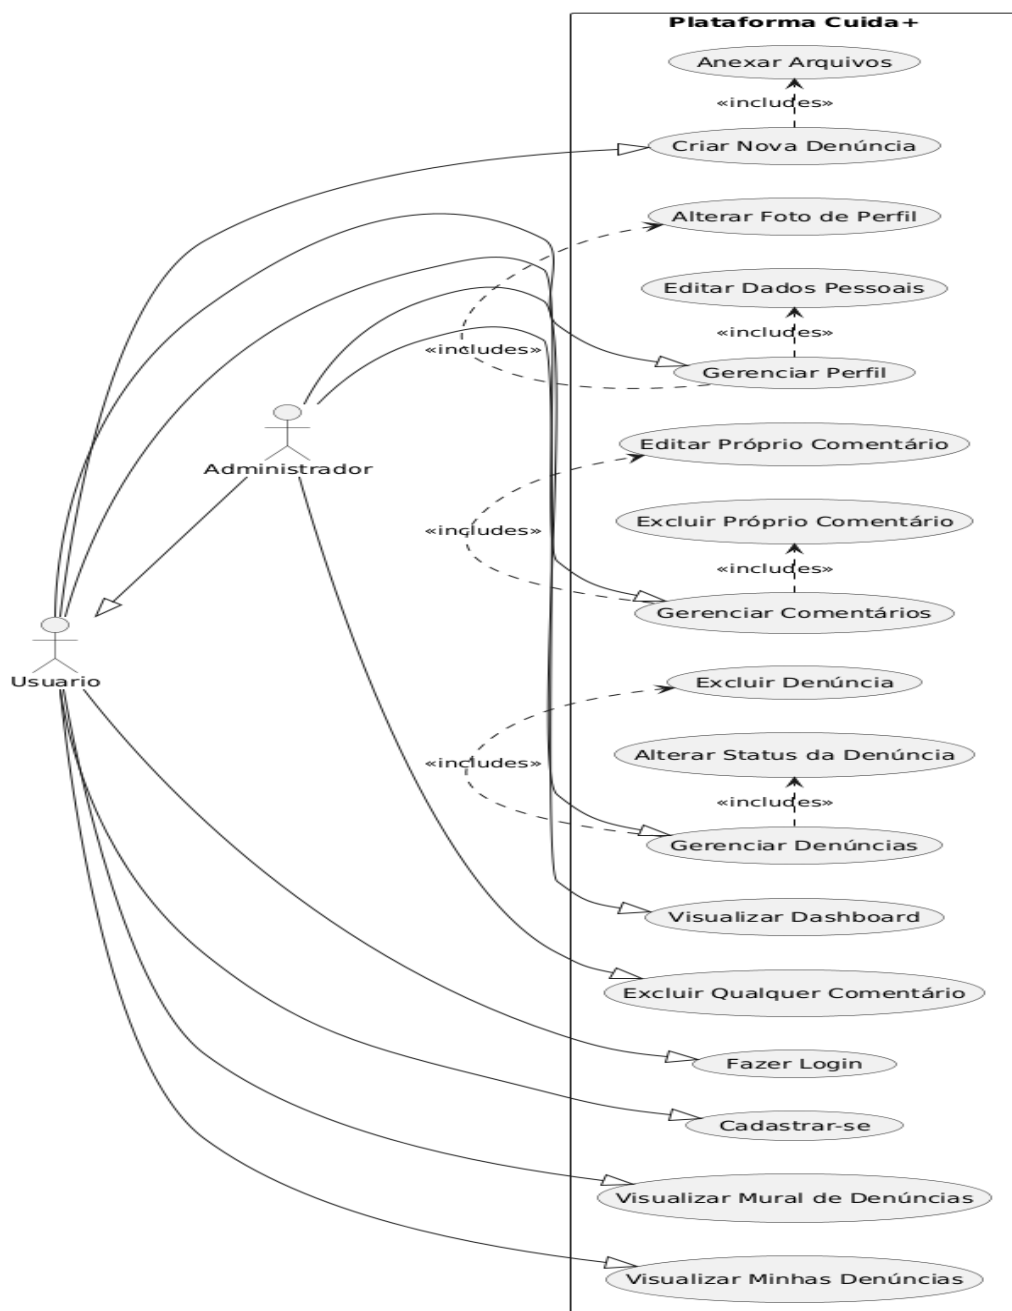 Plataforma Cuida+
Anexar Arquivos
«includes»
Criar Nova Denúncia
Alterar Foto de Perfil
Editar Dados Pessoais
«includes»
«includes»
Gerenciar Perfil
Administrador
Editar Próprio Comentário
Excluir Próprio Comentário
«includes»
«includes»
Gerenciar Comentários
Usuario
Excluir Denúncia
Alterar Status da Denúncia
«includes»
«includes»
Gerenciar Denúncias
Visualizar Dashboard
Excluir Qualquer Comentário
Fazer Login
Cadastrar-se
Visualizar Mural de Denúncias
Visualizar Minhas Denúncias